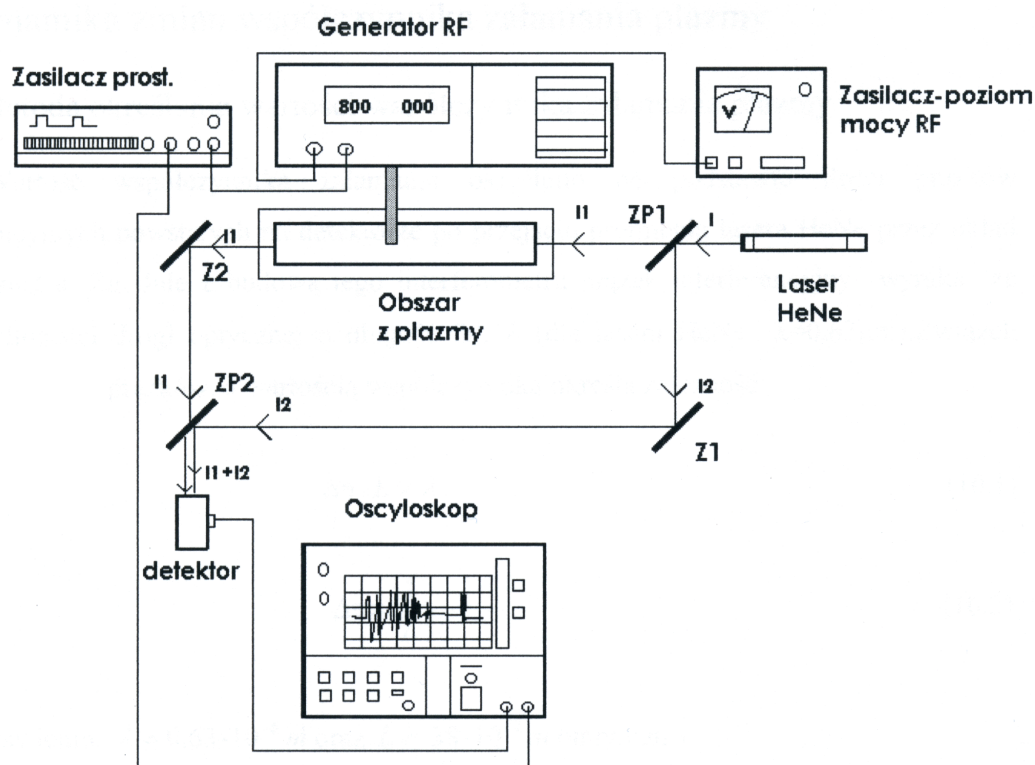 Generator RF
Zasilacz prost.
800 000
V
Zasilacz-poziom
mocy RF
I1
I1
ZP1
I
Z2
Obszar
z plazmy
Laser
HeNe
I1
ZP2
I2
I2
Z1
I1 + I2
Oscyloskop
detektor